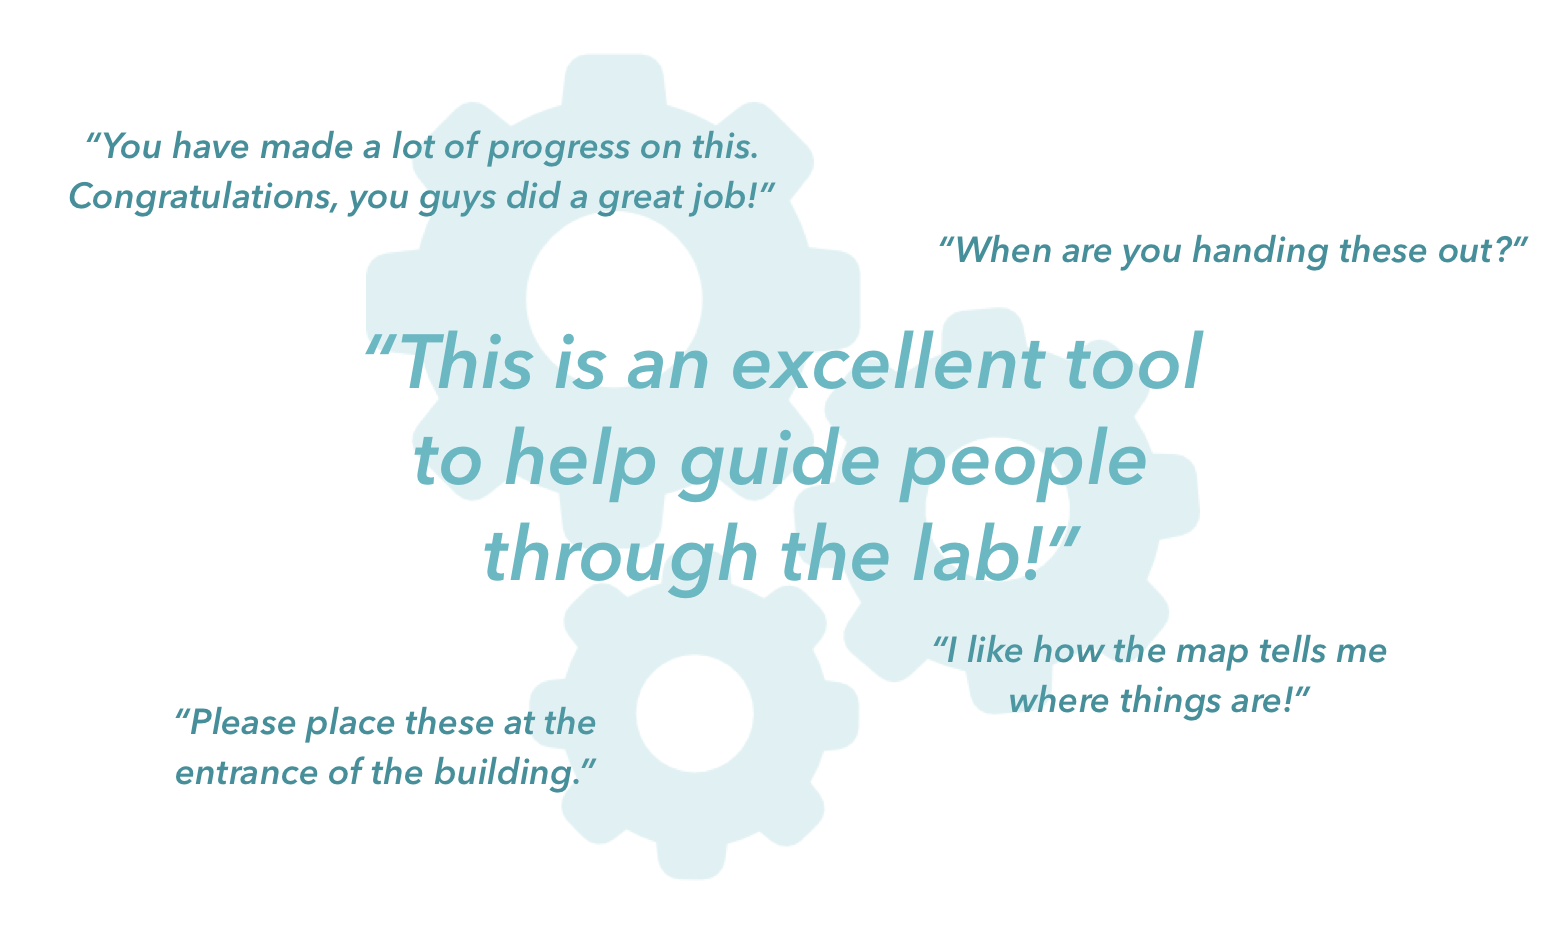 “You have made a lot of progress on this.
Congratulations, you guys did a great job!”
“When are you handing these out?”
“This is an excellent tool
to help guide people
through the lab!”
“I like how the map tells me
where things are!”
“Please place these at the
entrance of the building.”